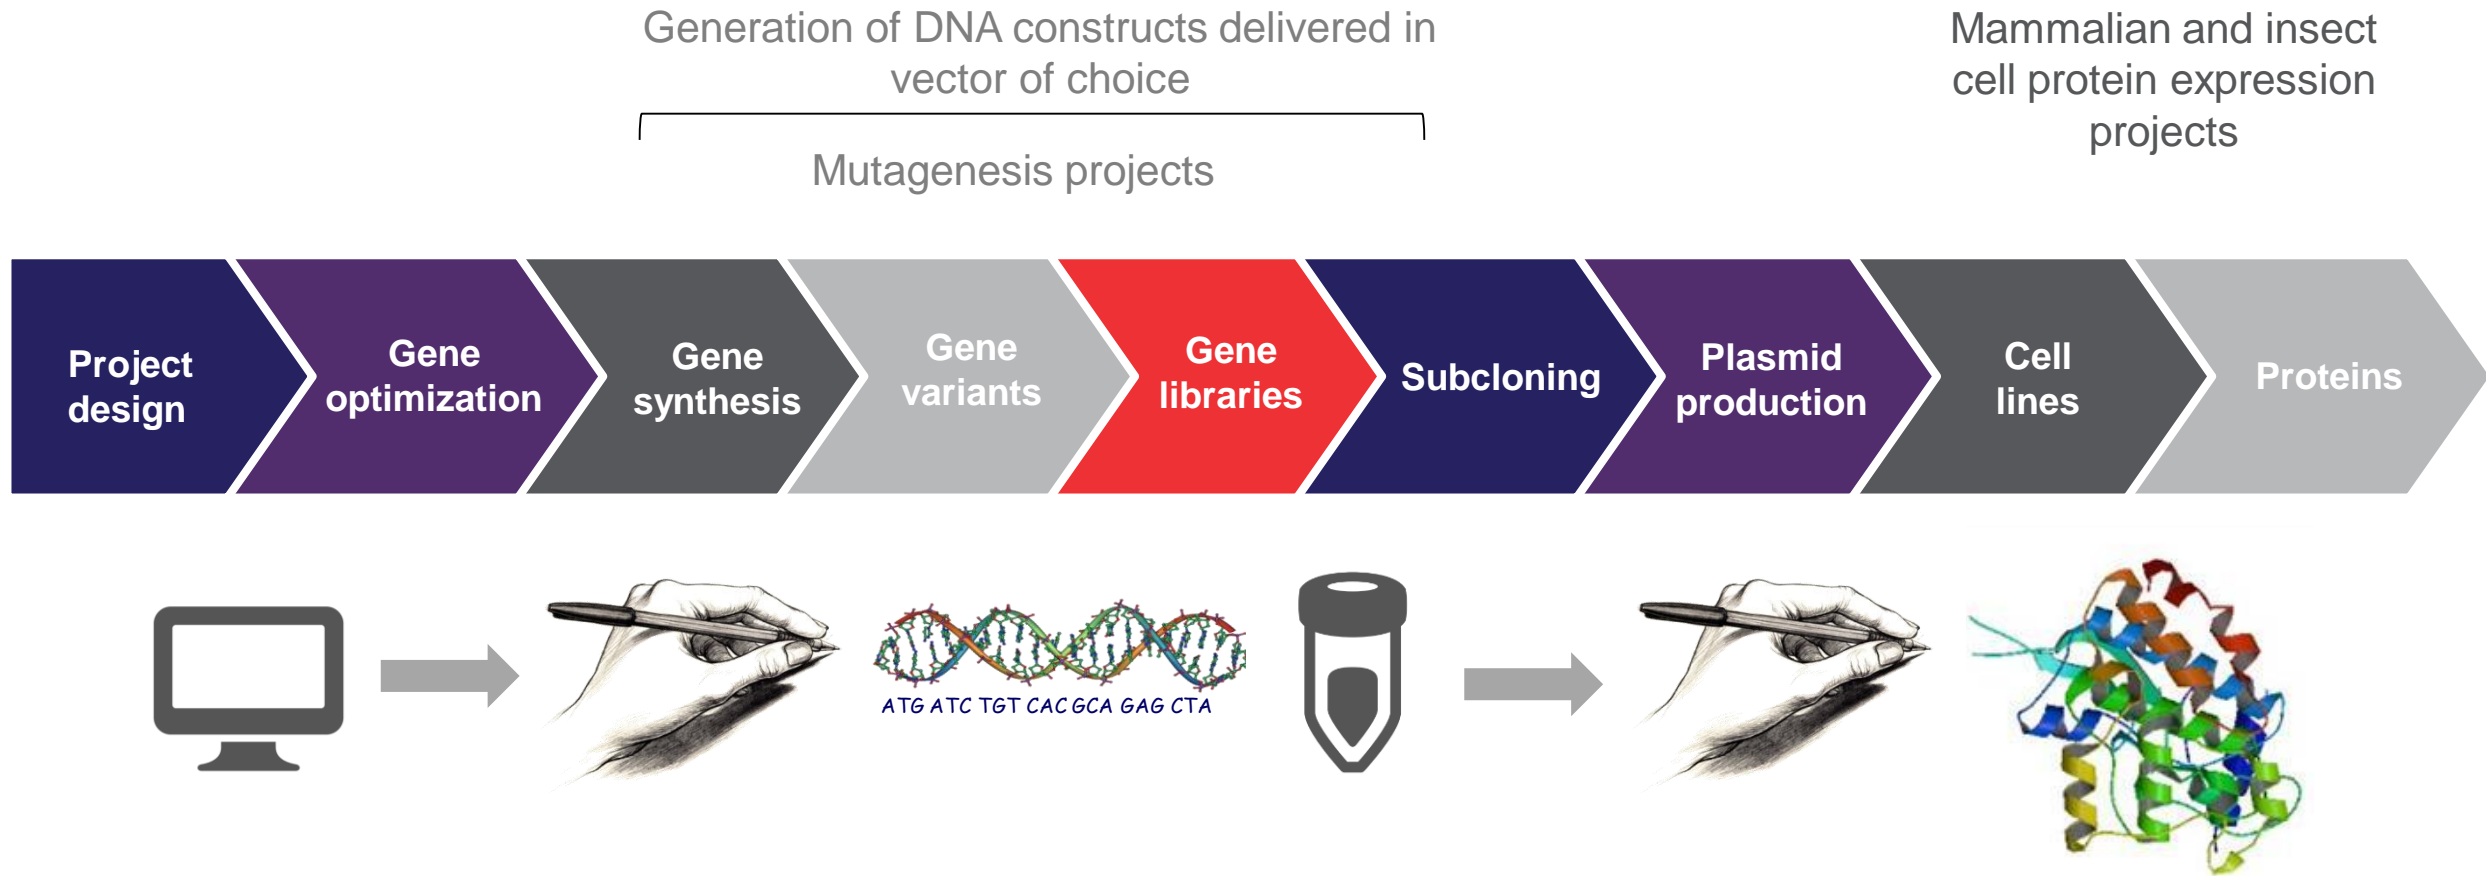 Generation of DNA constructs delivered in
vector of choice
Mutagenesis projects
Mammalian and insect
cell protein expression
projects
Project
design
Gene
optimization
Gene
synthesis
Gene
variants
Gene
libraries
Subcloning
Plasmid
production
Cell
lines
Proteins
ATG ATC TGT CAC GCA GAG CTA